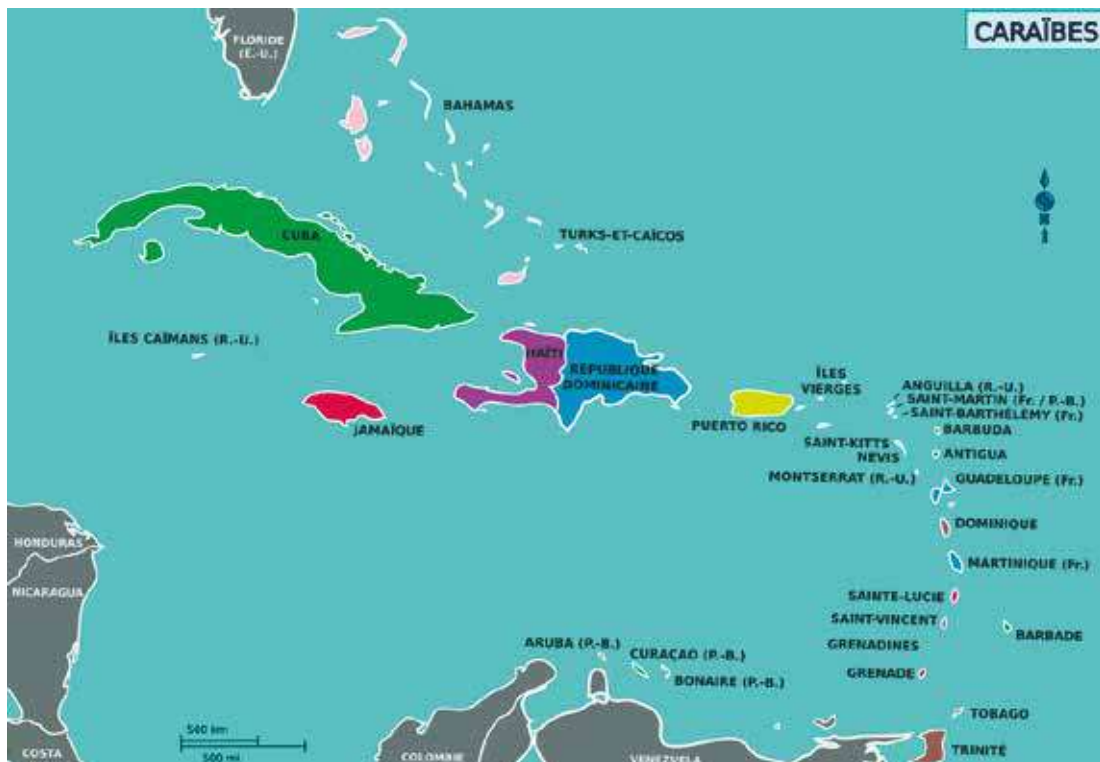 CARAÏBES
FLORIDE
(É.-U.)
BAHAMAS
TURKS-ET-CAÏCOS
CUBA
ÎLES CAÏMANS (R.-U.)
HAÏTI
RÉPUBLIQUE
DOMINICAINE
JAMAÏQUE
PUERTO RICO
ÎLES
VIERGES
ANGUILLA (R.-U.)
SAINT-MARTIN (Fr. / P.-B.)
SAINT-BARTHÉLEMY (Fr.)
BARBUDA
SAINT-KITTS
NEVIS
ANTIGUA
MONTSERRAT (R.-U.)
GUADELOUPE (Fr.)
DOMINIQUE
HONDURAS
MARTINIQUE (Fr.)
NICARAGUA
SAINTE-LUCIE
SAINT-VINCENT
BARBADE
GRENADINES
ARUBA (P.-B.)
CURAÇAO (P.-B.)
BONAIRE (P.-B.)
GRENADE
TOBAGO
500 km
500 mi
COSTA
COLOMBIE
VENEZUELA
TRINITÉ